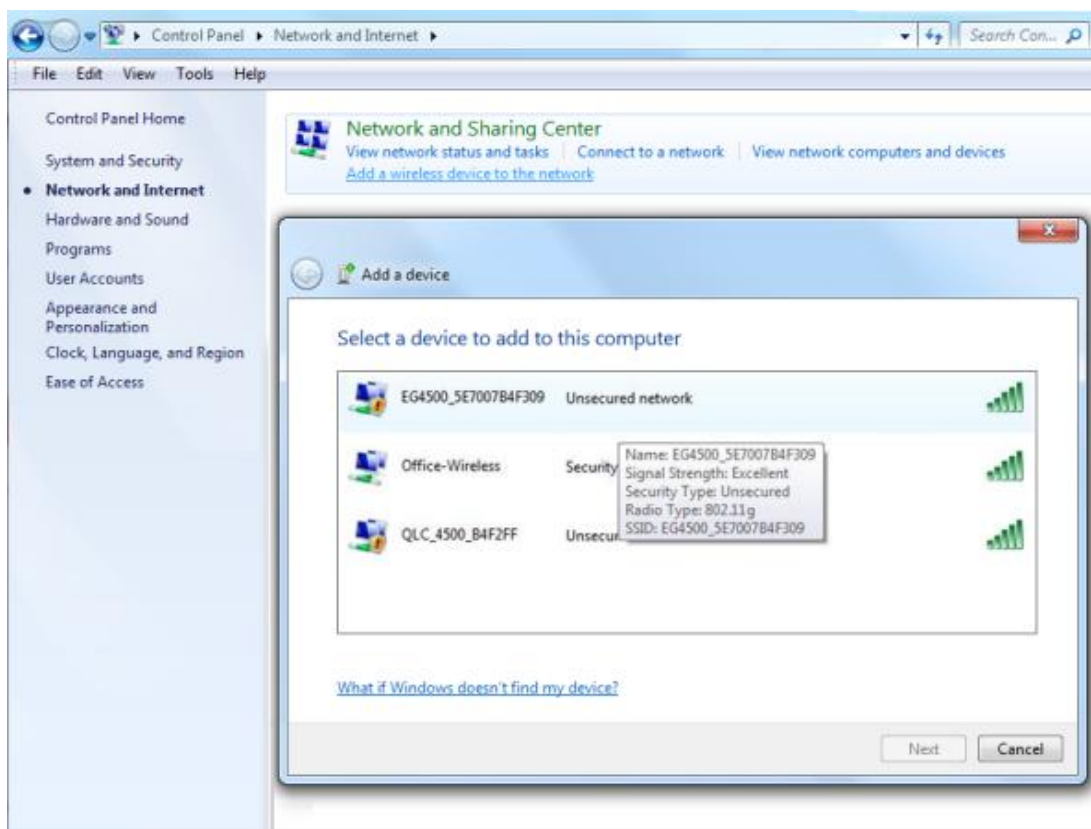 Control Panel Network and Internet Search Con...
File Edit View Tools Help
Control Panel Home
System and Security
Network and Internet
Hardware and Sound
Programs
User Accounts
Appearance and
Personalization
Clock, Language, and Region
Ease of Access
Network and Sharing Center
View network status and tasks Connect to a network View network computers and devices
Add a wireless device to the network
Add a device
Select a device to add to this computer
EG4500_5E7007B4F309 Unsecured network
Office-Wireless Security
QLC_4500_B4F2FF Unsecur
Name: EG4500_5E7007B4F309
Signal Strength: Excellent
Security Type: Unsecured
Radio Type: 802.11g
SSID: EG4500_5E7007B4F309
What if Windows doesn't find my device?
Next Cancel